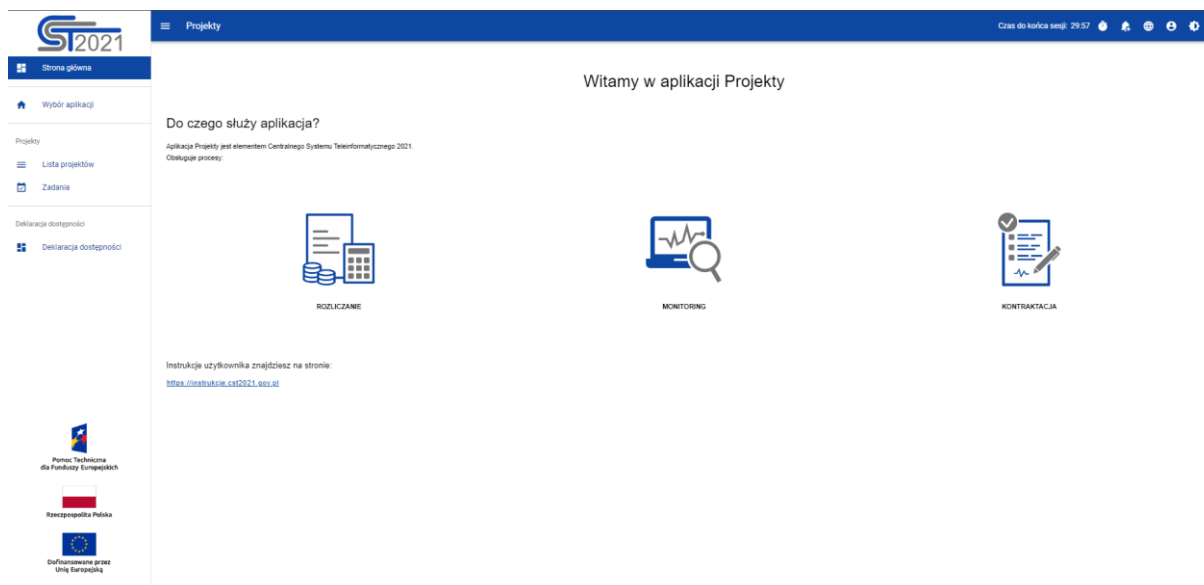 ST2021
Projekty
Czas do końca sesji: 29:57
Strona główna
Wybór aplikacji
Projekty
Lista projektów
Zadania
Deklaracja dostępności
Deklaracja dostępności
Witamy w aplikacji Projekty
Do czego służy aplikacja?
Aplikacja Projekty jest elementem Centralnego Systemu Teleinformatycznego 2021.
Obsługuje procesy:
ROZLICZANIE
MONITORING
KONTRAKTACJA
Instrukcje użytkownika znajdziesz na stronie:
https://instrukcje.cst2021.gov.pl
Pomoc Techniczna
dla Funduszy Europejskich
Rzeczpospolita Polska
Dofinansowane przez
Unię Europejską